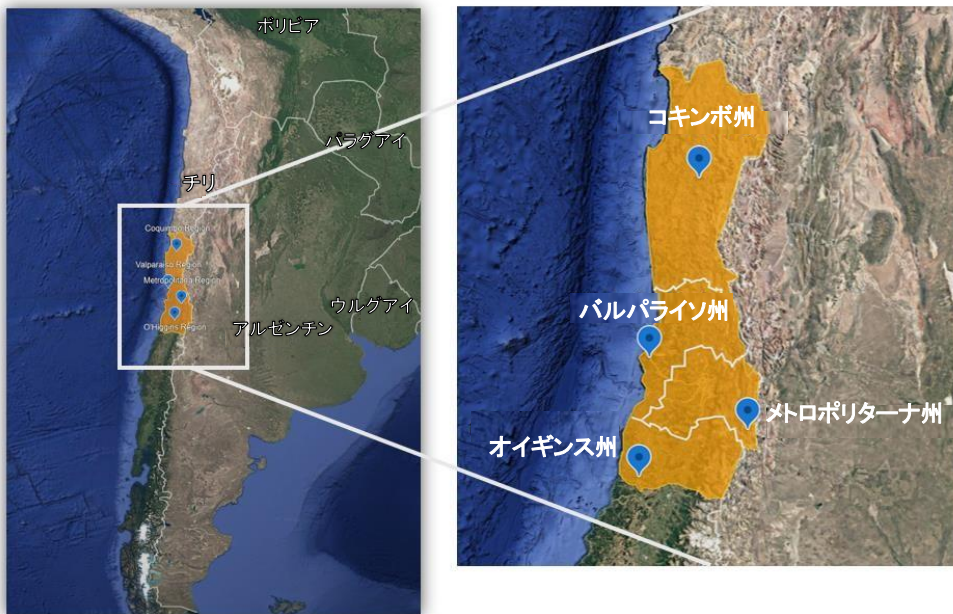 ボリビア
パラグアイ
チリ
Coquimbo Region
Valparaiso Region
Metropolitana Region
ウルグアイ
アルゼンチン
O'Higgins Region
コキンボ州
バルパライソ州
メトロポリターナ州
オイギンス州